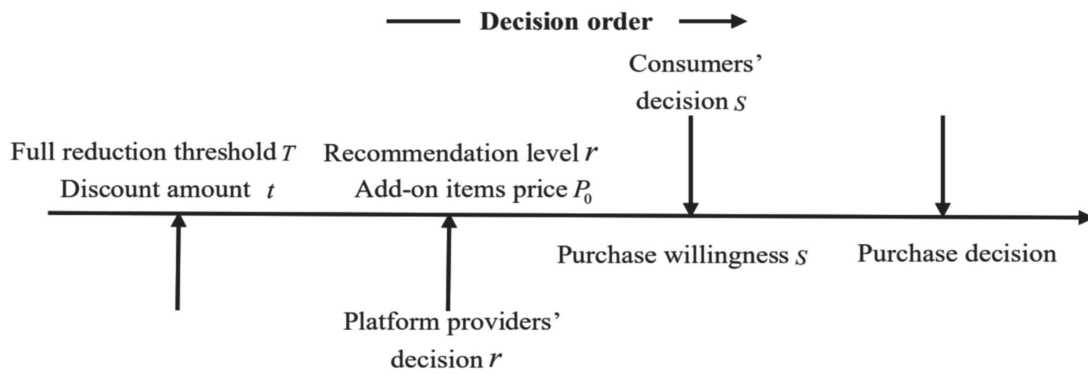 Decision order
Consumers'
decision s
Full reduction threshold T
Discount amount t
Recommendation level r
Add-on items price P₀
Purchase willingness s
Purchase decision
Platform providers'
decision r